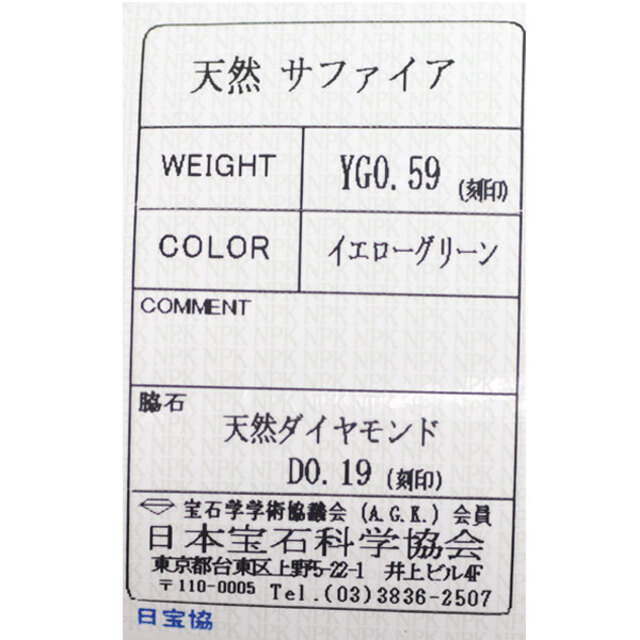 天然 サファイア
WEIGHT YG0.59 (刻印)
COLOR イエローグリーン
COMMENT
脇石
天然ダイヤモンド
D0.19 (刻印)
宝石学学術協議会 (A.G.K.) 会員
日本宝石科学協会
東京都台東区上野5-22-1 井上ビル4F
〒110-0005 Tel.(03)3836-2507
日宝協